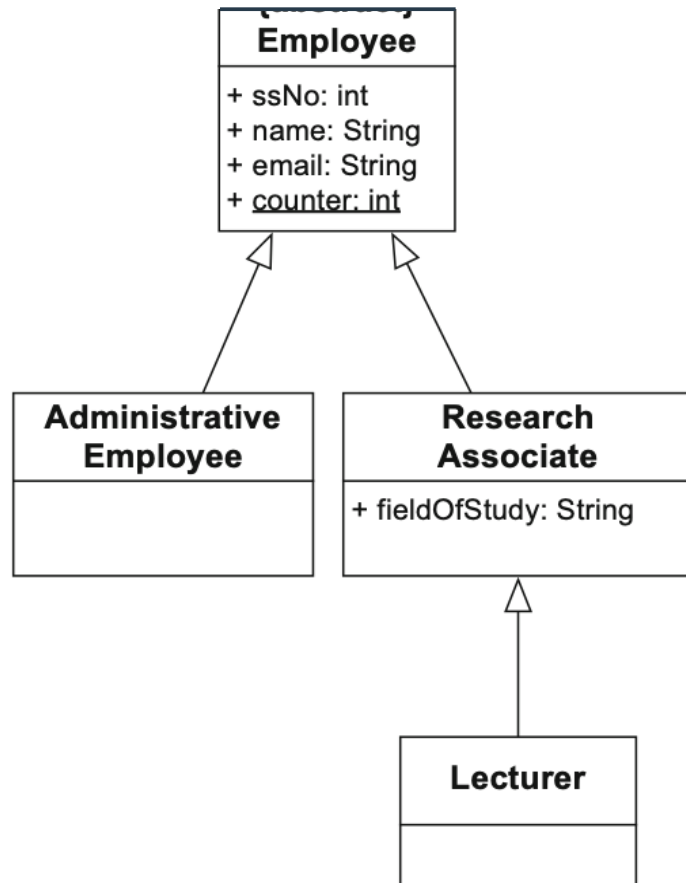 Employee
+ ssNo: int
+ name: String
+ email: String
+ counter: int
Administrative
Employee
Research
Associate
+ fieldOfStudy: String
Lecturer